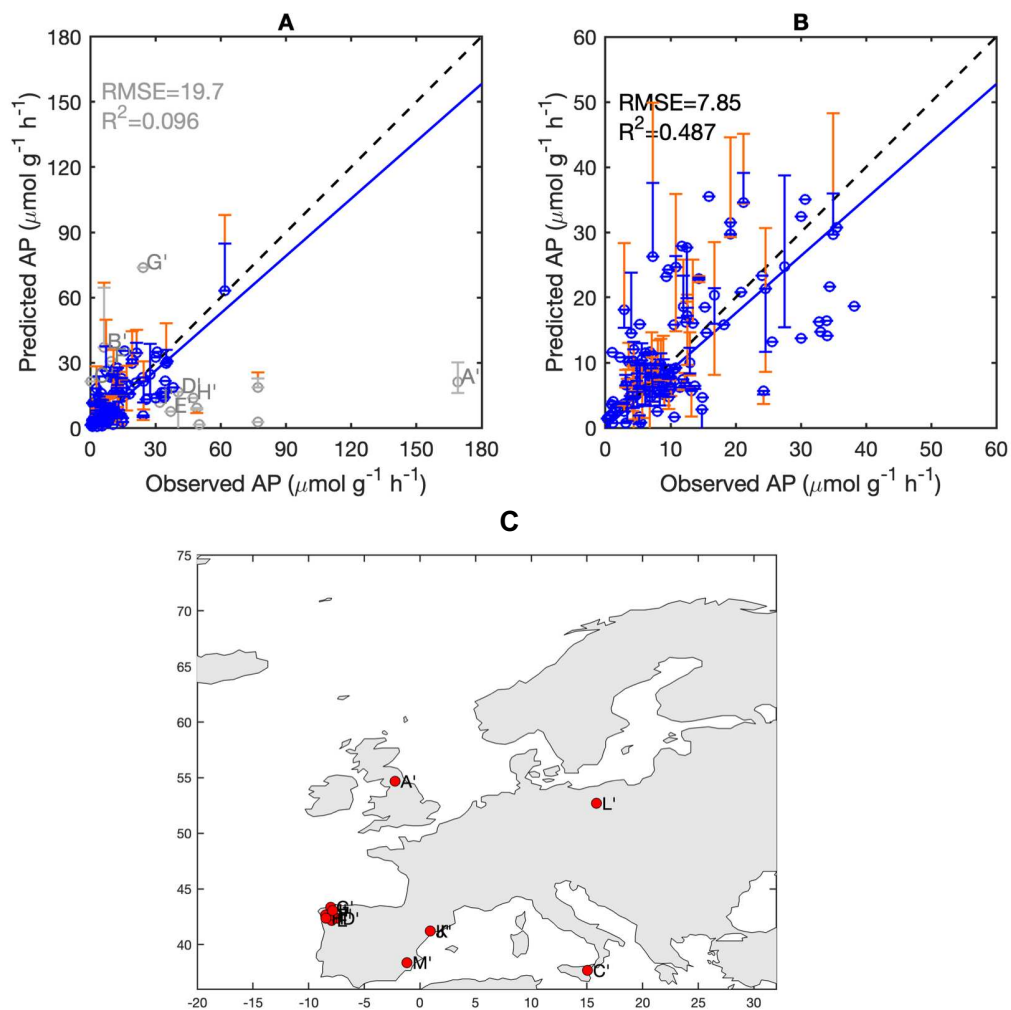 A
180
150
120
90
60
30
0
RMSE=19.7
R²=0.096
G'
B'
D'
H'
E'
A'
0 30 60 90 120 150 180
Predicted AP (μmol g⁻¹ h⁻¹)
Observed AP (μmol g⁻¹ h⁻¹)
B
60
50
40
30
20
10
0
RMSE=7.85
R²=0.487
0 10 20 30 40 50 60
Predicted AP (μmol g⁻¹ h⁻¹)
Observed AP (μmol g⁻¹ h⁻¹)
C
75
70
65
60
55
50
45
40
A'
L'
D'
M'
C'
-20 -15 -10 -5 0 5 10 15 20 25 30